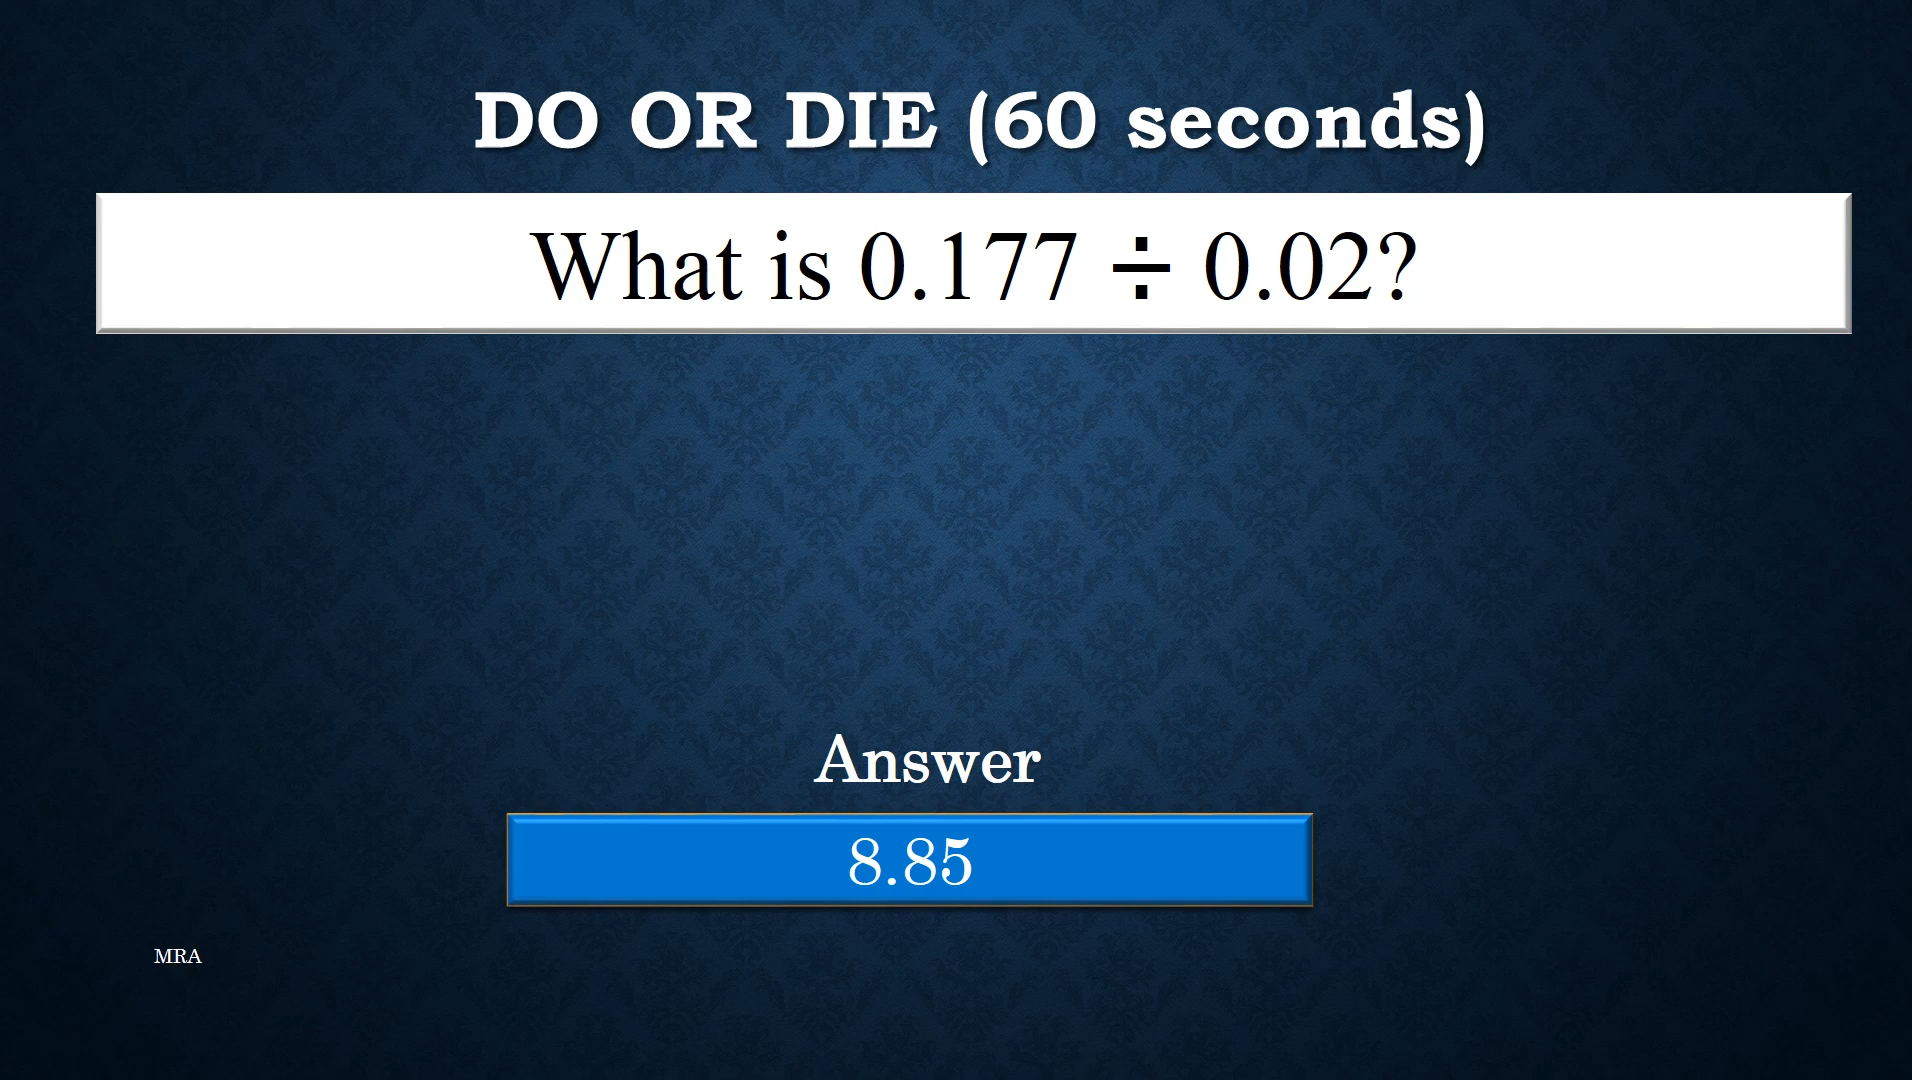 DO OR DIE (60 seconds)
What is 0.177 ÷ 0.02?
Answer
8.85
MRA